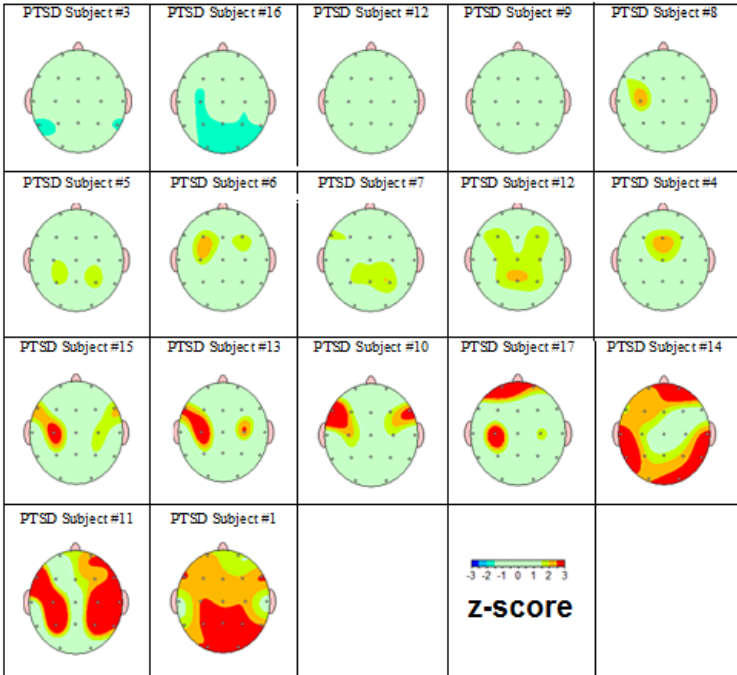 PTSD Subject #3
PTSD Subject #16
PTSD Subject #12
PTSD Subject #9
PTSD Subject #8
PTSD Subject #5
PTSD Subject #6
PTSD Subject #7
PTSD Subject #12
PTSD Subject #4
PTSD Subject #15
PTSD Subject #13
PTSD Subject #10
PTSD Subject #17
PTSD Subject #14
PTSD Subject #11
PTSD Subject #1
-3 -2 -1 0 1 2 3
z-score